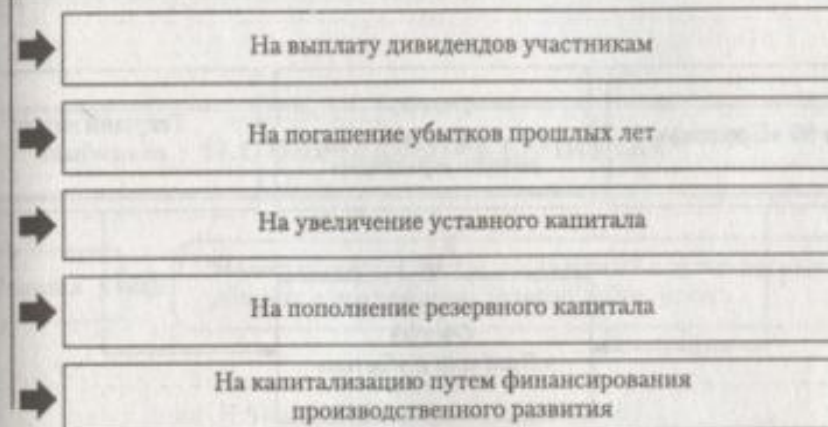 На выплату дивидендов участникам
На погашение убытков прошлых лет
На увеличение уставного капитала
На пополнение резервного капитала
На капитализацию путем финансирования
производственного развития